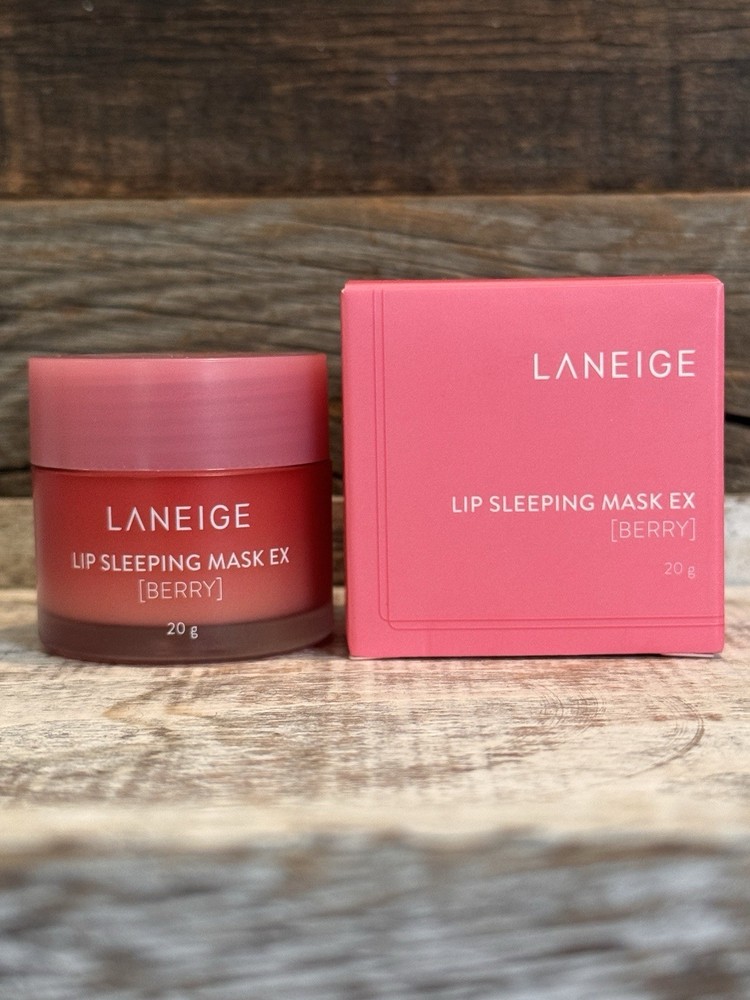 LANEIGE
LIP SLEEPING MASK EX
[BERRY]
20 g
LANEIGE
LIP SLEEPING MASK EX
[BERRY]
20 g